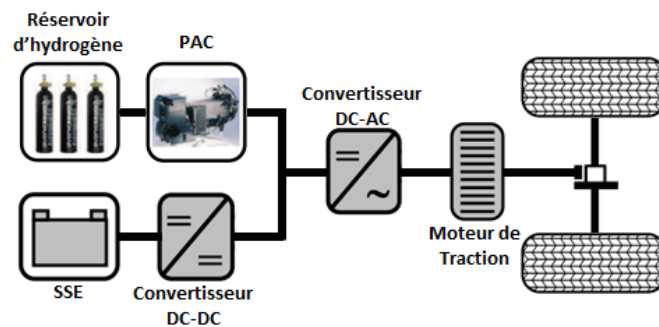 Réservoir
d'hydrogène
PAC
Convertisseur
DC-AC
Moteur de
Traction
SSE
Convertisseur
DC-DC